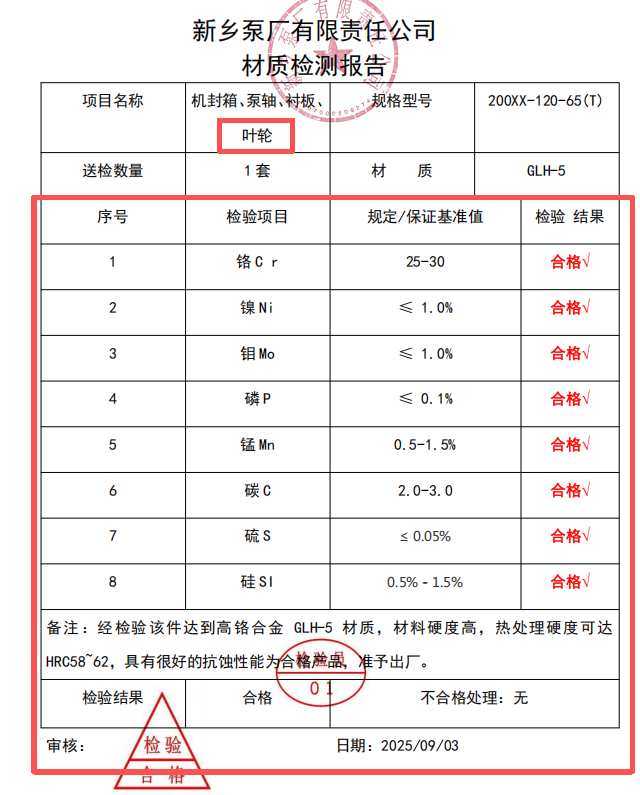 新乡泵厂有限责任公司
材质检测报告
项目名称 机封箱、泵轴、衬板、叶轮 规格型号 200XX-120-65(T)
送检数量 1套 材 质 GLH-5
序号 检验项目 规定/保证基准值 检验 结果
1 铬C r 25-30 合格√
2 镍Ni ≤ 1.0% 合格√
3 钼Mo ≤ 1.0% 合格√
4 磷P ≤ 0.1% 合格√
5 锰Mn 0.5-1.5% 合格√
6 碳C 2.0-3.0 合格√
7 硫S ≤ 0.05% 合格√
8 硅SI 0.5% - 1.5% 合格√
备注：经检验该件达到高铬合金 GLH-5 材质，材料硬度高，热处理硬度可达
HRC58~62，具有很好的抗蚀性能为合格产品，准予出厂。
检验员
01
检验结果 合格 不合格处理：无
审核： 日期：2025/09/03
检验
合格